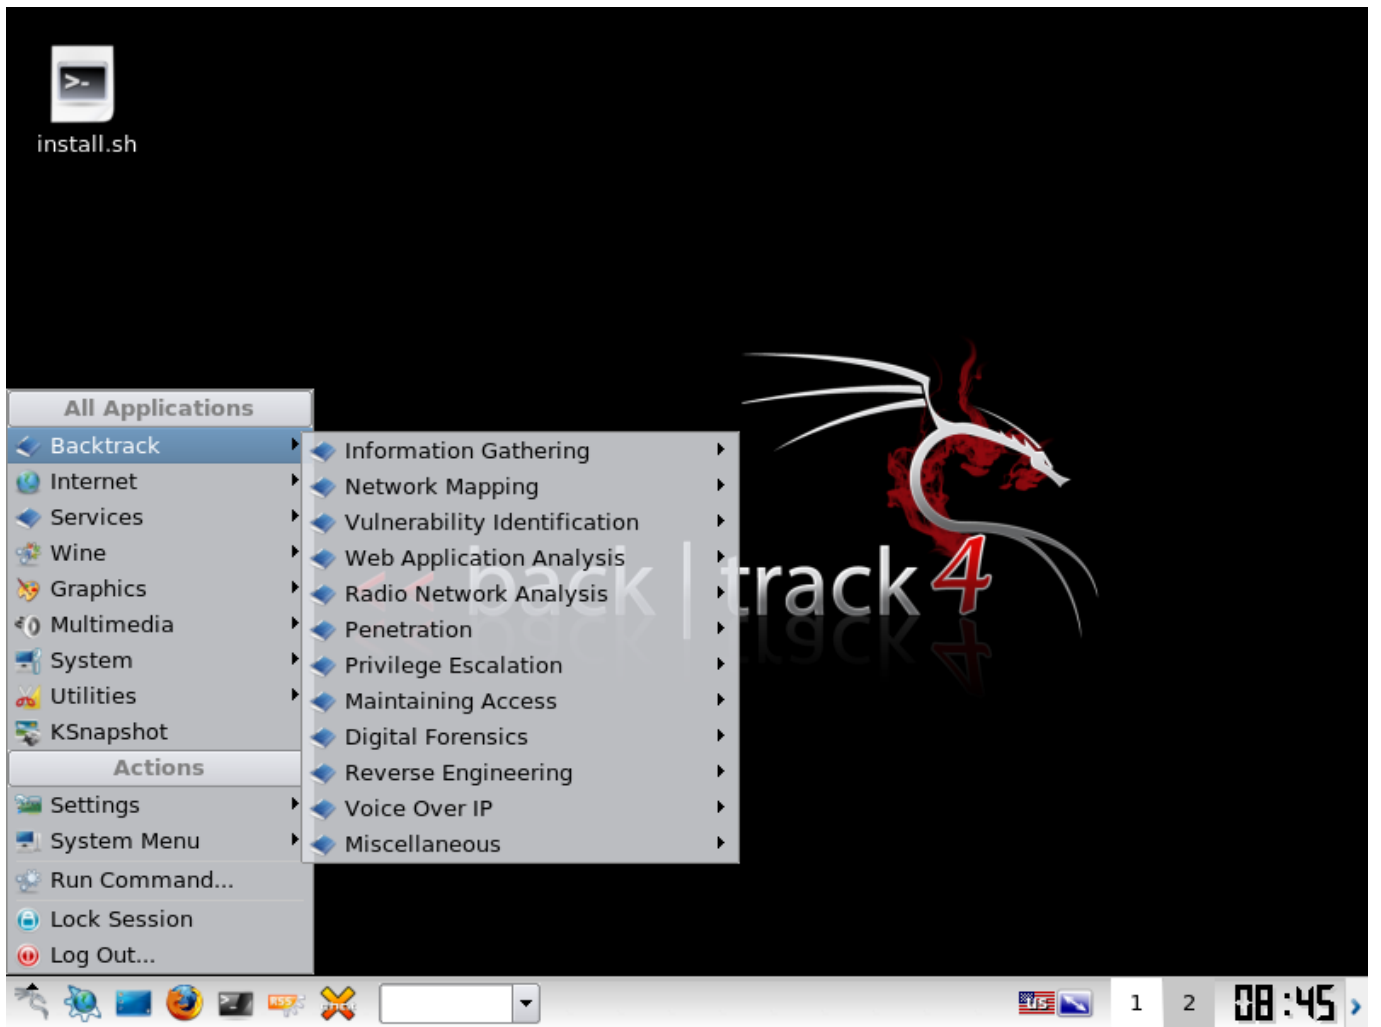 install.sh
All Applications
Backtrack
Internet
Services
Wine
Graphics
Multimedia
System
Utilities
KSnapshot
Actions
Settings
System Menu
Run Command...
Lock Session
Log Out...
Information Gathering
Network Mapping
Vulnerability Identification
Web Application Analysis
Radio Network Analysis
Penetration
Privilege Escalation
Maintaining Access
Digital Forensics
Reverse Engineering
Voice Over IP
Miscellaneous
<< back | track 4
RSS
US
1
2
08:45